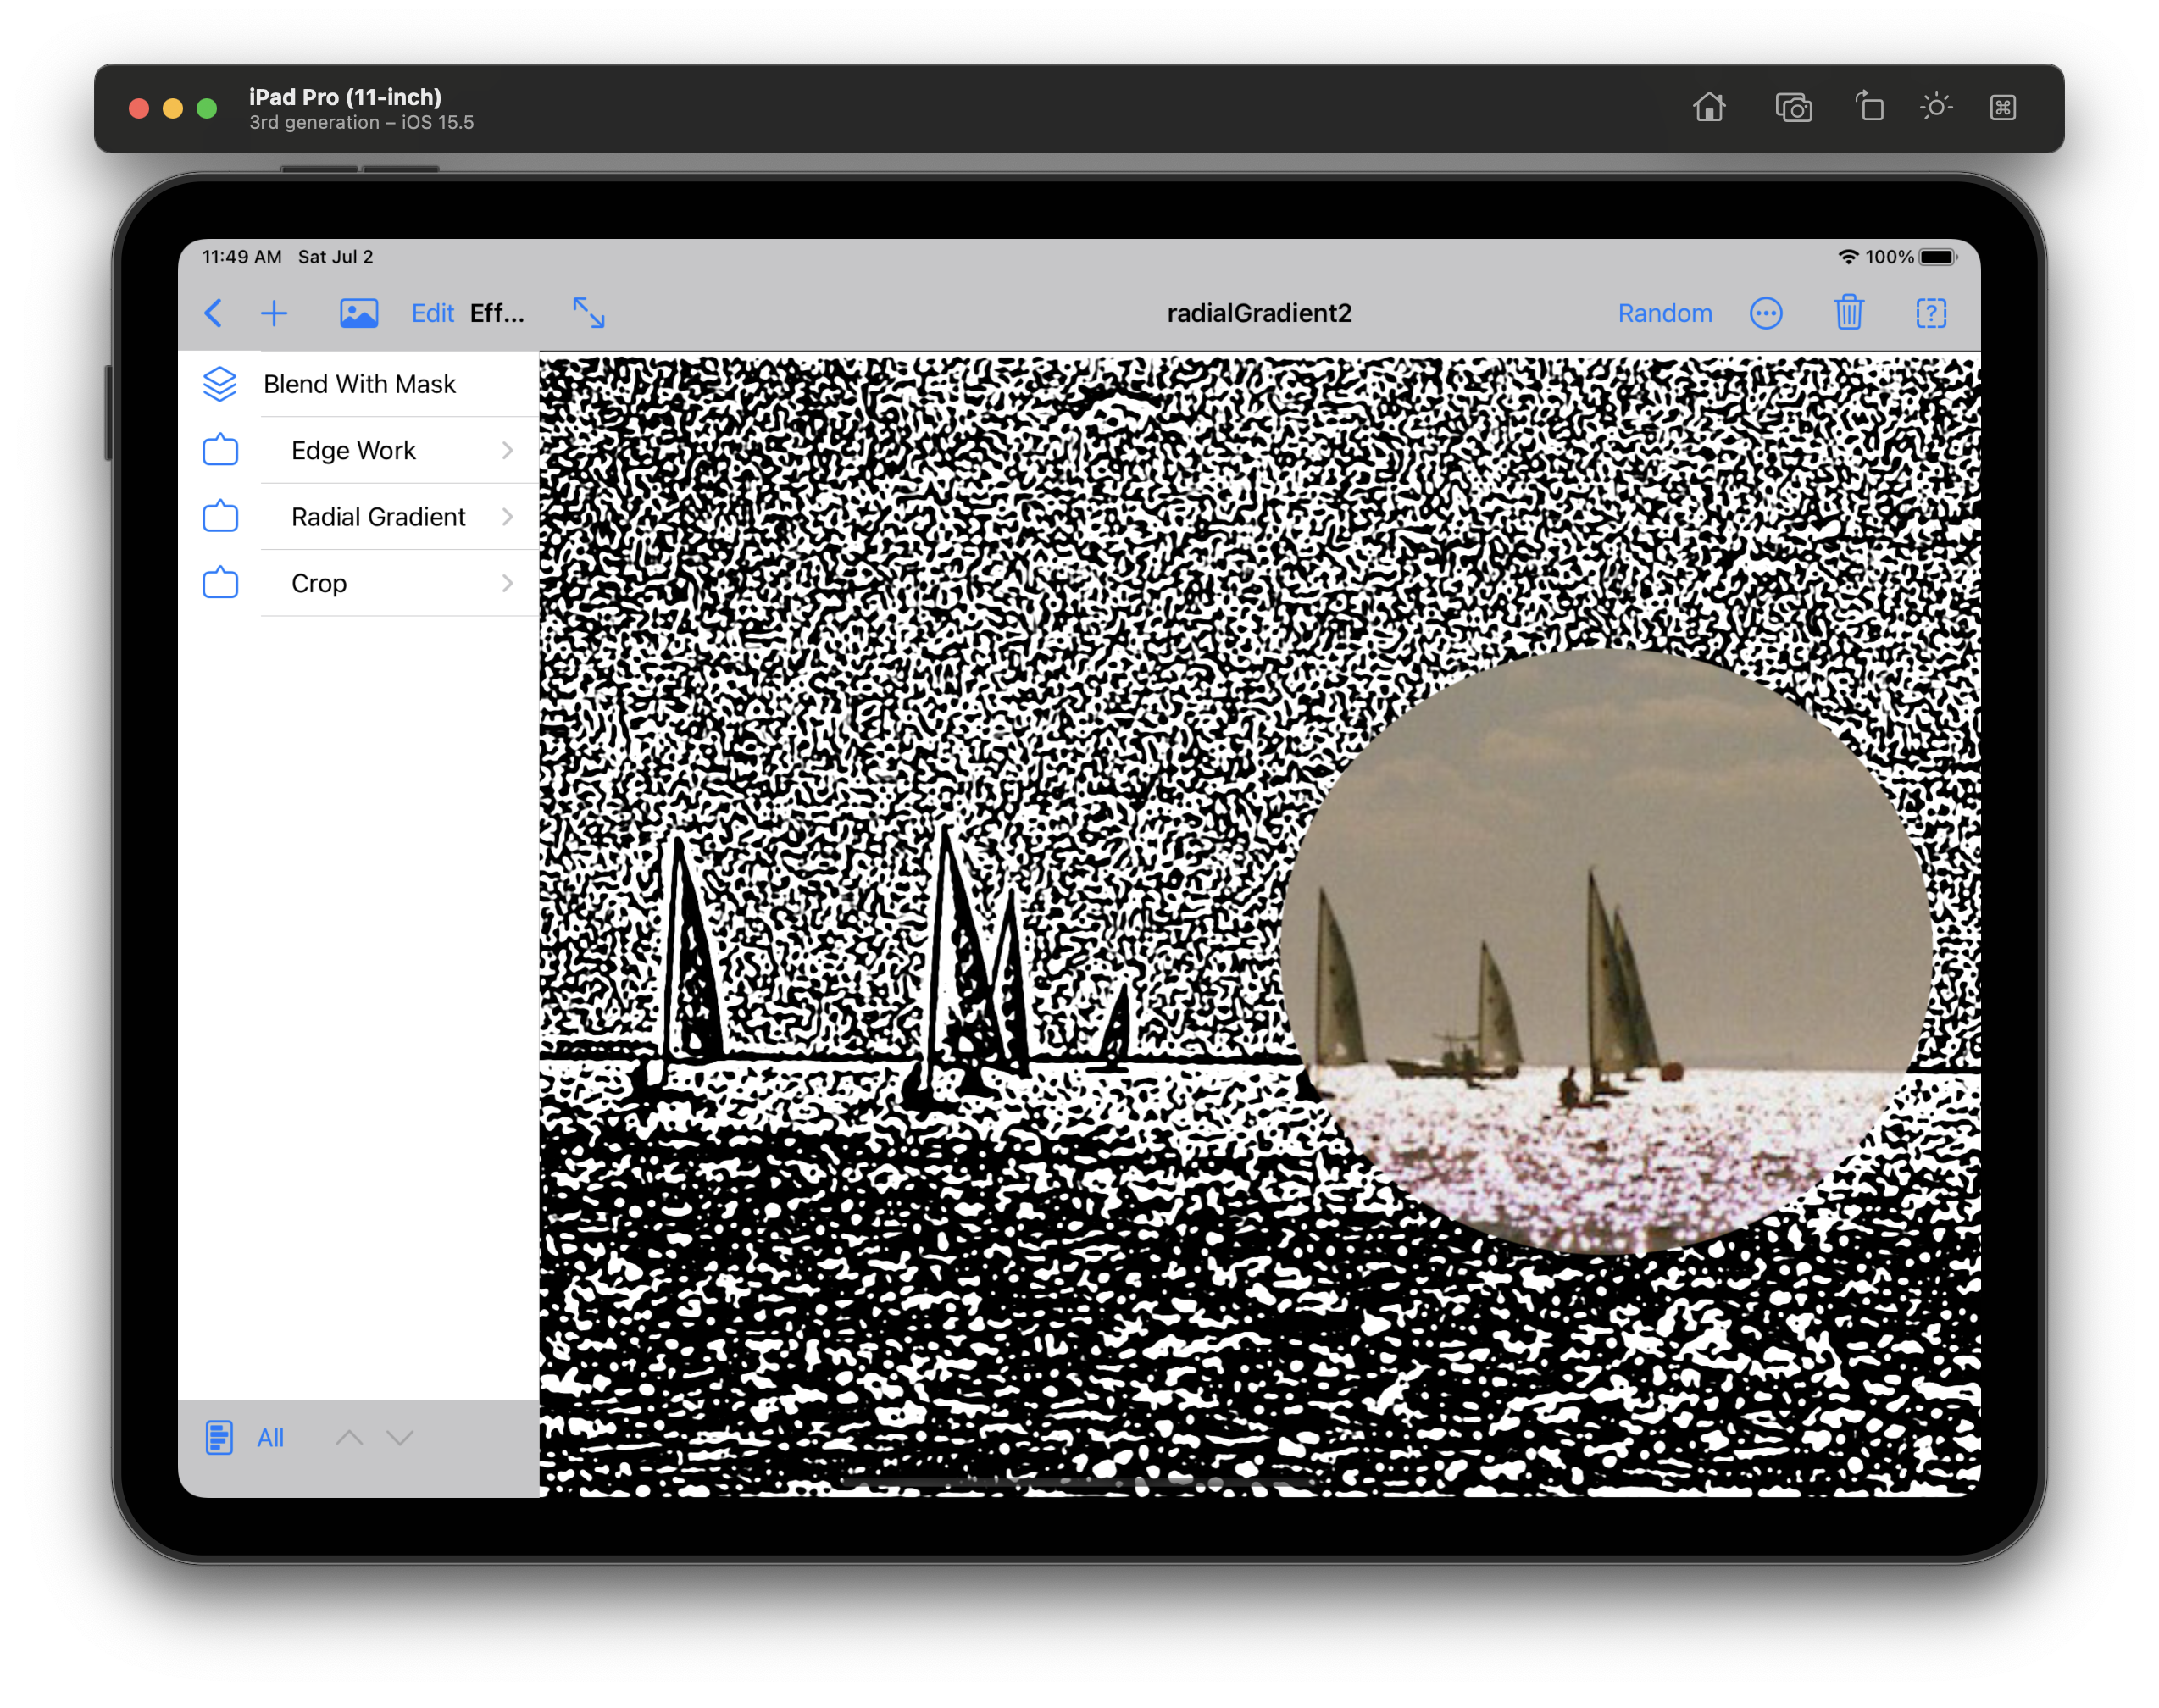 iPad Pro (11-inch)
3rd generation – iOS 15.5
11:49 AM Sat Jul 2 100%
Edit Eff... radialGradient2 Random
Blend With Mask
Edge Work
Radial Gradient
Crop
All